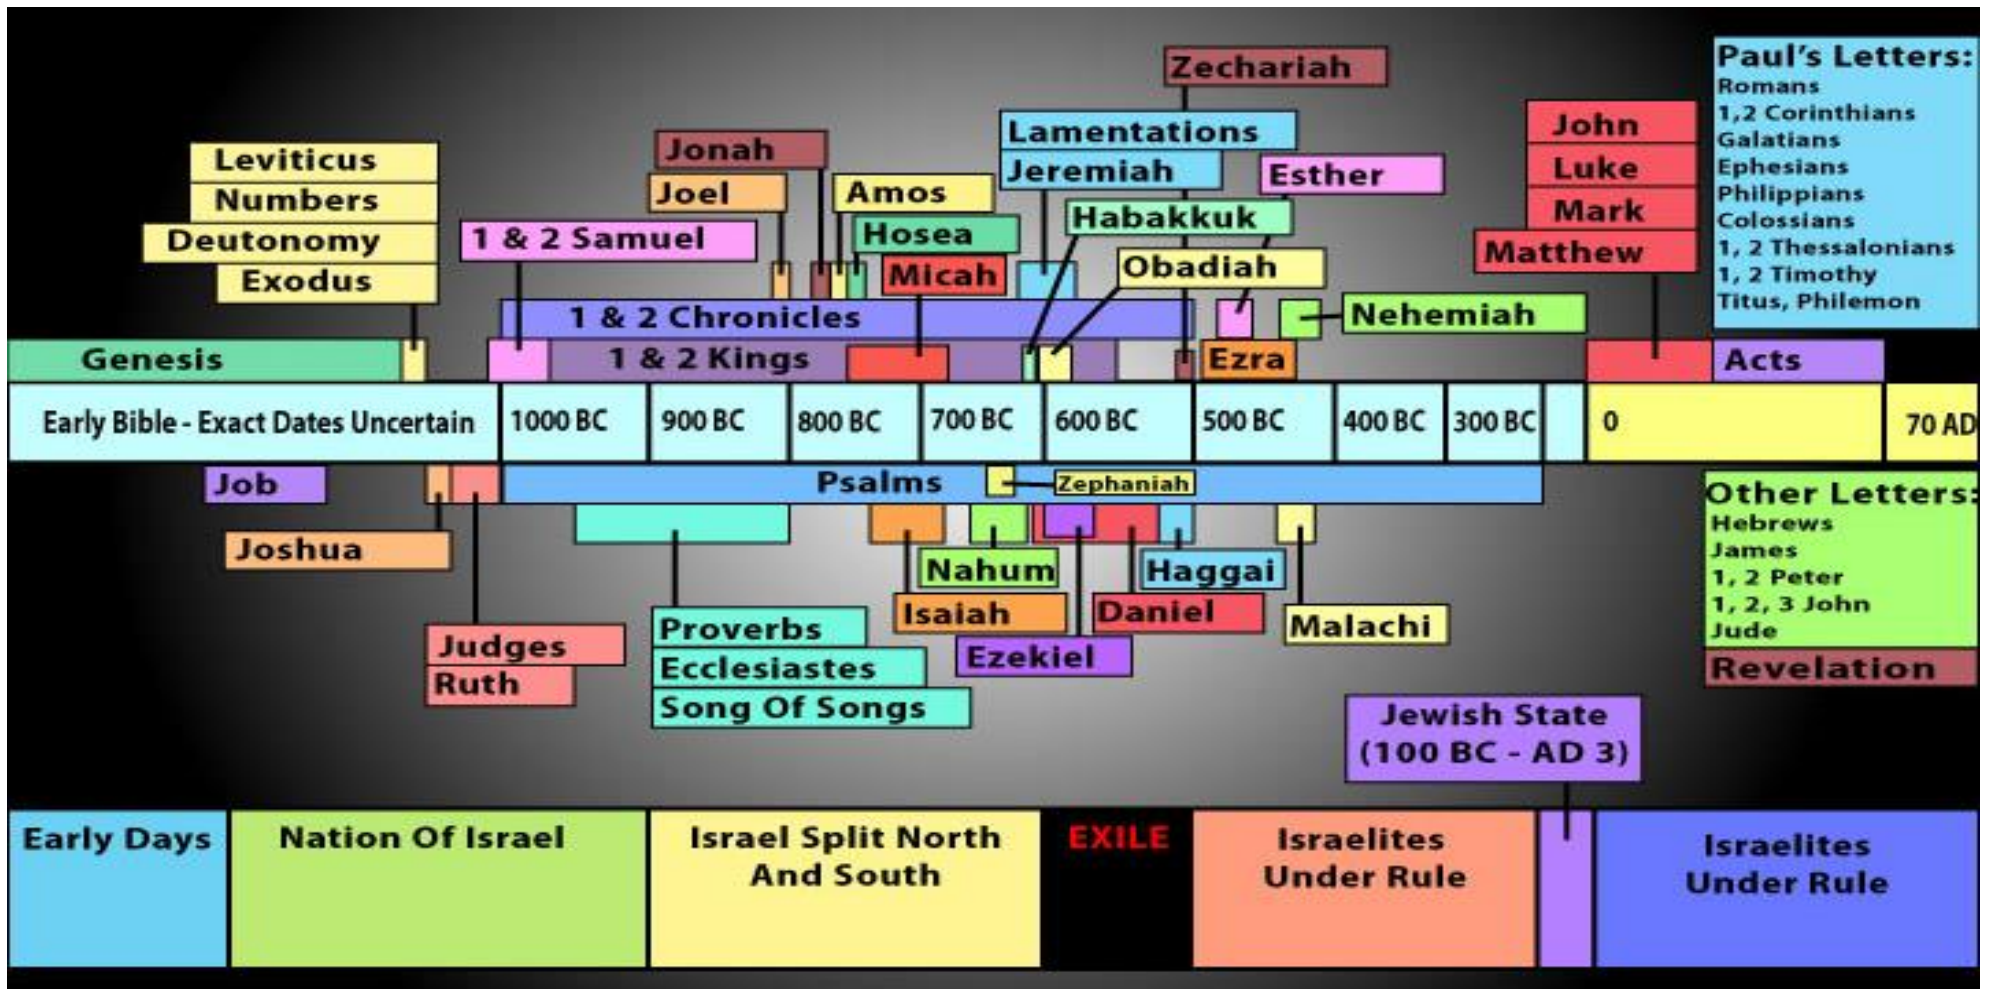 Zechariah
Paul's Letters:
Romans
1,2 Corinthians
Galatians
Ephesians
Philippians
Colossians
1, 2 Thessalonians
1, 2 Timothy
Titus, Philemon
John
Luke
Mark
Matthew
Lamentations
Jeremiah
Esther
Habakkuk
Obadiah
Jonah
Joel
Amos
Hosea
Micah
Leviticus
Numbers
Deutonomy
Exodus
1 & 2 Samuel
1 & 2 Chronicles
Nehemiah
Genesis
1 & 2 Kings
Ezra
Acts
Early Bible - Exact Dates Uncertain
1000 BC
900 BC
800 BC
700 BC
600 BC
500 BC
400 BC
300 BC
0
70 AD
Job
Psalms
Zephaniah
Joshua
Nahum
Haggai
Isaiah
Daniel
Malachi
Ezekiel
Judges
Ruth
Proverbs
Ecclesiastes
Song Of Songs
Other Letters:
Hebrews
James
1, 2 Peter
1, 2, 3 John
Jude
Revelation
Jewish State
(100 BC - AD 3)
Early Days
Nation Of Israel
Israel Split North
And South
EXILE
Israelites
Under Rule
Israelites
Under Rule